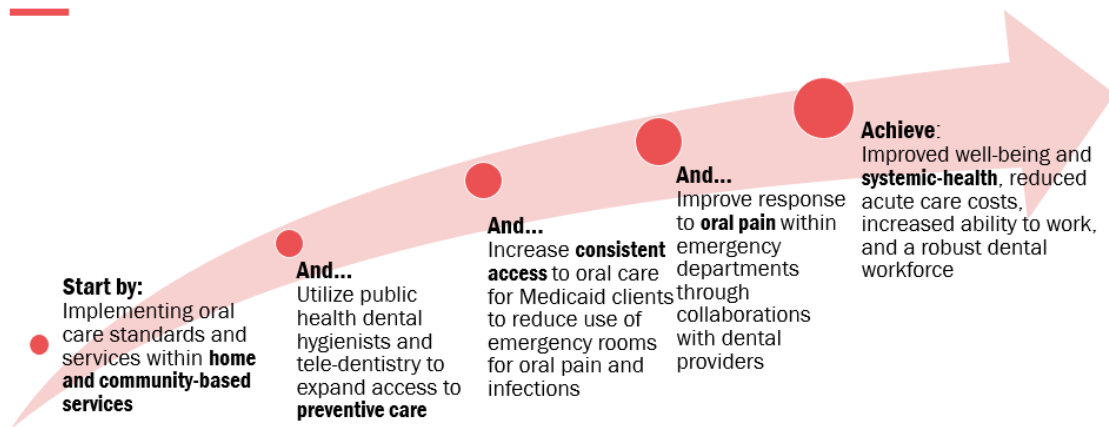 Start by:
Implementing oral
care standards and
services within home
and community-based
services
And...
Utilize public
health dental
hygienists and
tele-dentistry to
expand access to
preventive care
And...
Increase consistent
access to oral care
for Medicaid clients
to reduce use of
emergency rooms
for oral pain and
infections
And...
Improve response
to oral pain within
emergency
departments
through
collaborations
with dental
providers
Achieve:
Improved well-being and
systemic-health, reduced
acute care costs,
increased ability to work,
and a robust dental
workforce